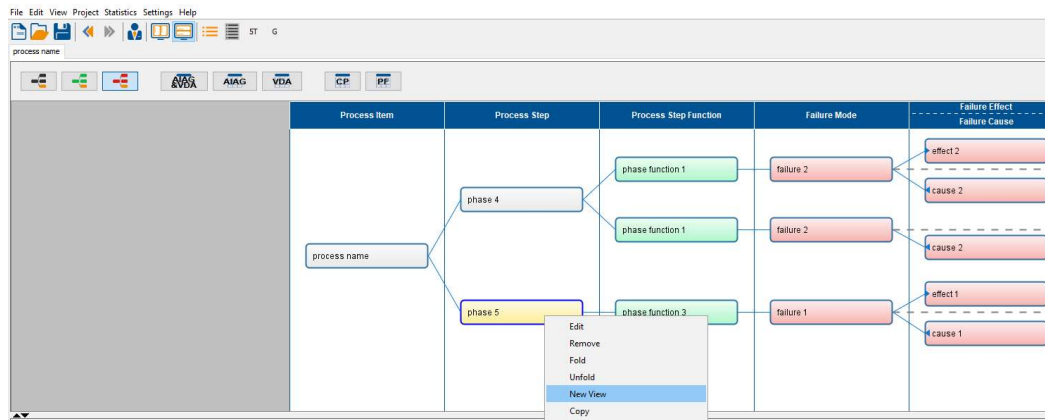 File Edit View Project Statistics Settings Help
5T G
process name
AIAG &VDA AIAG VDA CP PF
Process Item Process Step Process Step Function Failure Mode Failure Effect
Failure Cause
effect 2
phase function 1 failure 2
cause 2
phase 4
phase function 1 failure 2
cause 2
process name
effect 1
phase 5 phase function 3 failure 1
Edit
cause 1
Remove
Fold
Unfold
New View
Copy